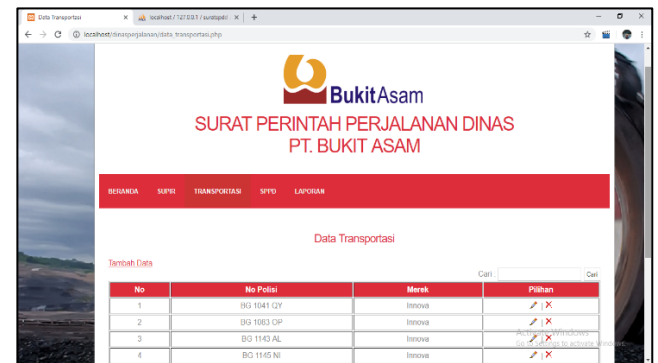 Data Transportasi
localhost / 127.0.0.1 / suratspd
localhost/dinaspergalanan/data_transportasi.php
BukitAsam
SURAT PERINTAH PERJALANAN DINAS
PT. BUKIT ASAM
BERANDA SUPIR TRANSPORTASI SPPD LAPORAN
Data Transportasi
Tambah Data
Cari : Cari
No No Polisi Merek Pilihan
1 BG 1041 QY Innova |
2 BG 1083 OP Innova |
3 BG 1143 AL Innova |
4 BG 1145 NI Innova |
Activate Windows
Go to Settings to activate Windows.